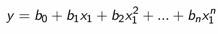 y = b₀ + b₁x₁ + b₂x₁² + ... + bₙx₁ⁿ